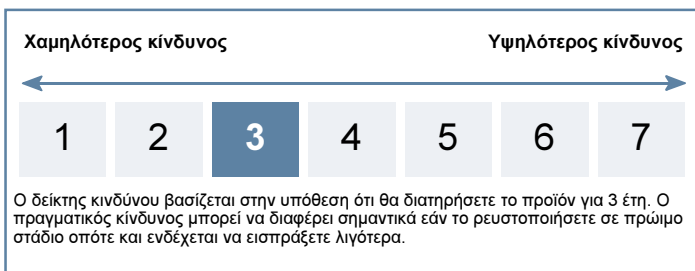 Χαμηλότερος κίνδυνος Υψηλότερος κίνδυνος
1 2 3 4 5 6 7
Ο δείκτης κινδύνου βασίζεται στην υπόθεση ότι θα διατηρήσετε το προϊόν για 3 έτη. Ο
πραγματικός κίνδυνος μπορεί να διαφέρει σημαντικά εάν το ρευστοποιήσετε σε πρώιμο
στάδιο οπότε και ενδέχεται να εισπράξετε λιγότερα.